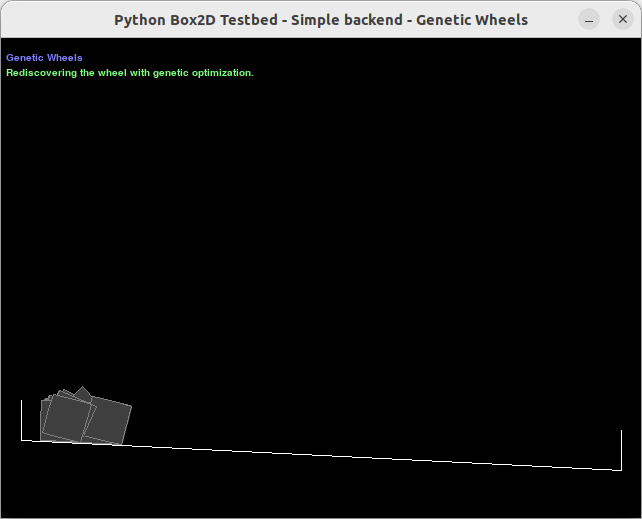 Python Box2D Testbed - Simple backend - Genetic Wheels
Genetic Wheels
Rediscovering the wheel with genetic optimization.